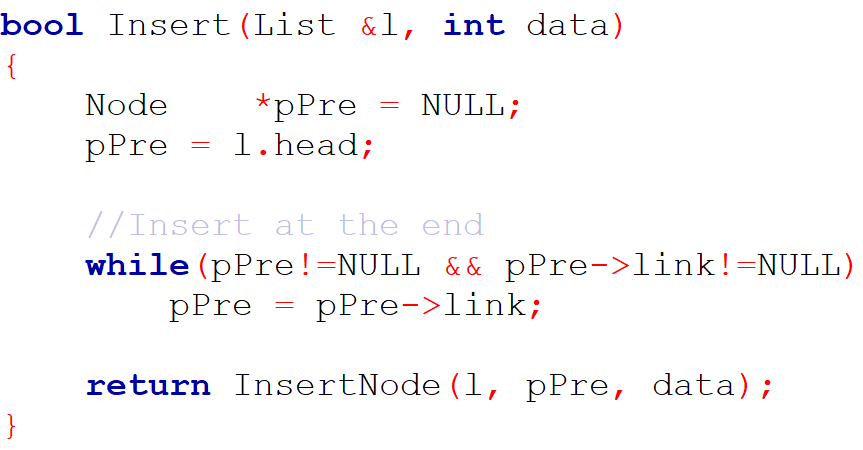 bool Insert(List &l, int data)
{
    Node    *pPre = NULL;
    pPre = l.head;
    //Insert at the end
    while(pPre!=NULL && pPre->link!=NULL)
        pPre = pPre->link;
    return InsertNode(l, pPre, data);
}